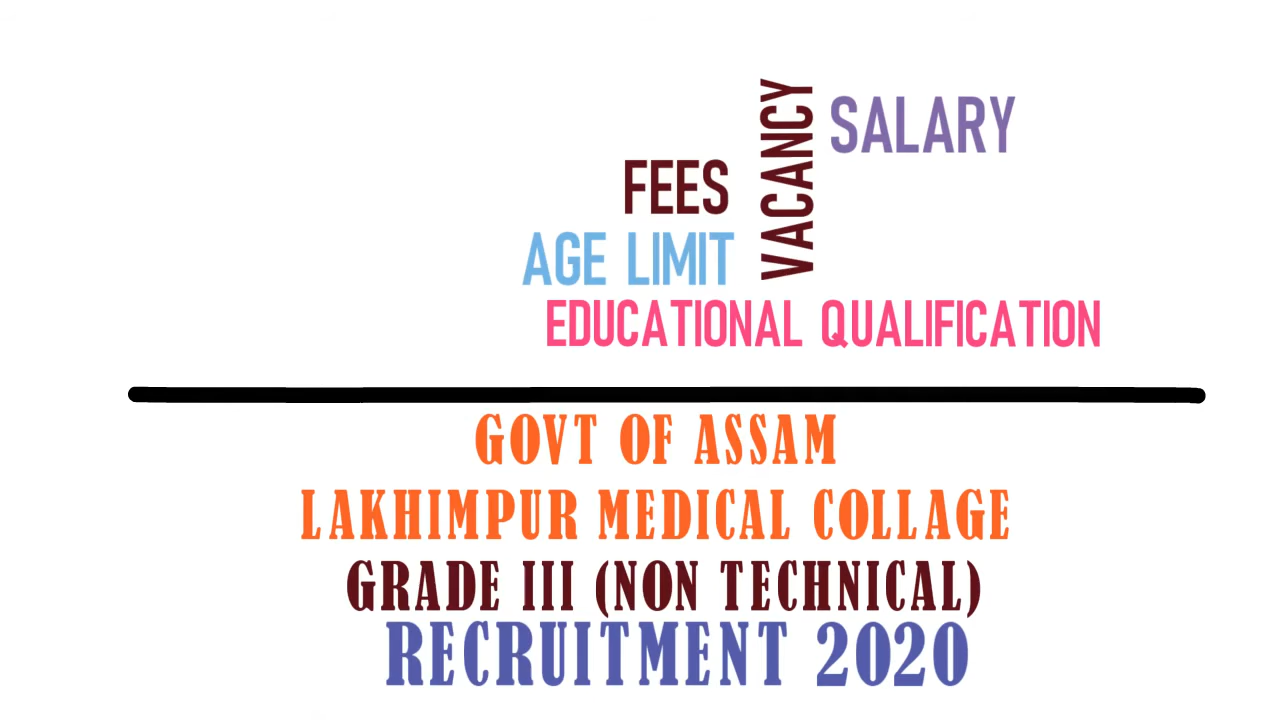 SALARY
VACANCY
FEES
AGE LIMIT
EDUCATIONAL QUALIFICATION
GOVT OF ASSAM
LAKHIMPUR MEDICAL COLLAGE
GRADE III (NON TECHNICAL)
RECRUITMENT 2020